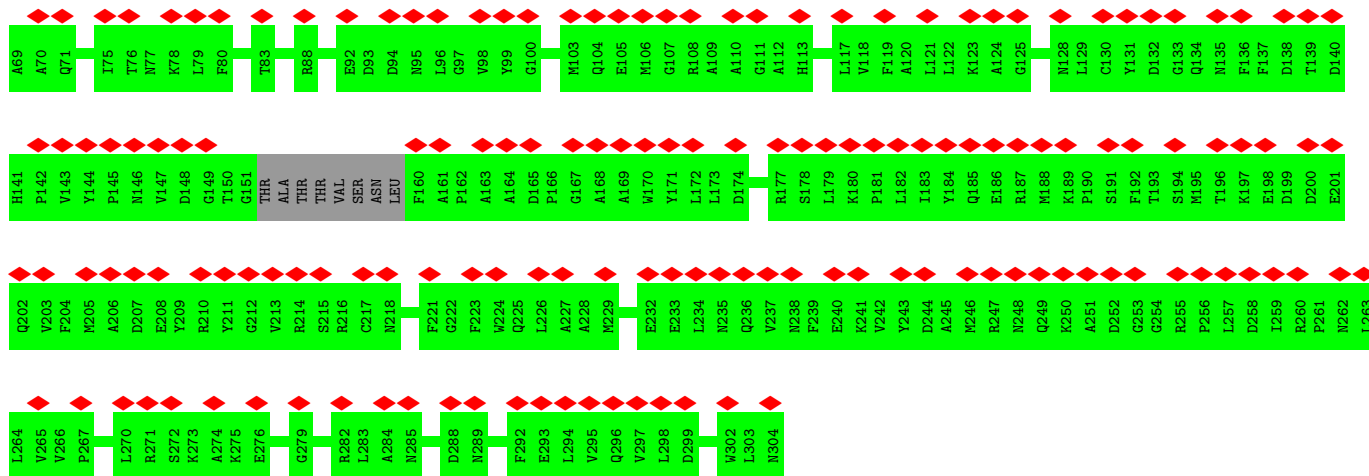 A69 A70 Q71 I75 T76 N77 K78 L79 F80 T83 R88 E92 D93 D94 N95 L96 G97 V98 Y99 G100 M103 Q104 E105 M106 G107 R108 A109 A110 G111 A112 H113 L117 V118 F119 A120 L121 L122 K123 A124 G125 N128 L129 C130 Y131 D132 G133 Q134 N135 F136 F137 D138 T139 D140
H141 P142 V143 Y144 P145 N146 V147 D148 G149 T150 G151 THR ALA THR THR VAL SER ASN LEU F160 A161 P162 A163 A164 D165 P166 G167 A168 A169 W170 Y171 L172 L173 D174 R177 S178 L179 K180 P181 L182 I183 Y184 Q185 E186 R187 M188 K189 P190 S191 F192 T193 S194 M195 T196 K197 E198 D199 D200 E201
Q202 V203 F204 M205 A206 D207 E208 Y209 R210 Y211 G212 V213 R214 S215 R216 C217 N218 F221 G222 F223 W224 Q225 L226 A227 A228 M229 E232 E233 L234 N235 Q236 V237 N238 F239 E240 K241 V242 Y243 D244 A245 M246 R247 N248 Q249 K250 A251 D252 G253 G254 R255 P256 L257 D258 I259 R260 P261 N262 L263
L264 V265 V266 P267 L270 R271 S272 K273 A274 K275 E276 G279 R282 L283 A284 N285 D288 N289 F292 E293 L294 V295 Q296 V297 L298 D299 W302 L303 N304